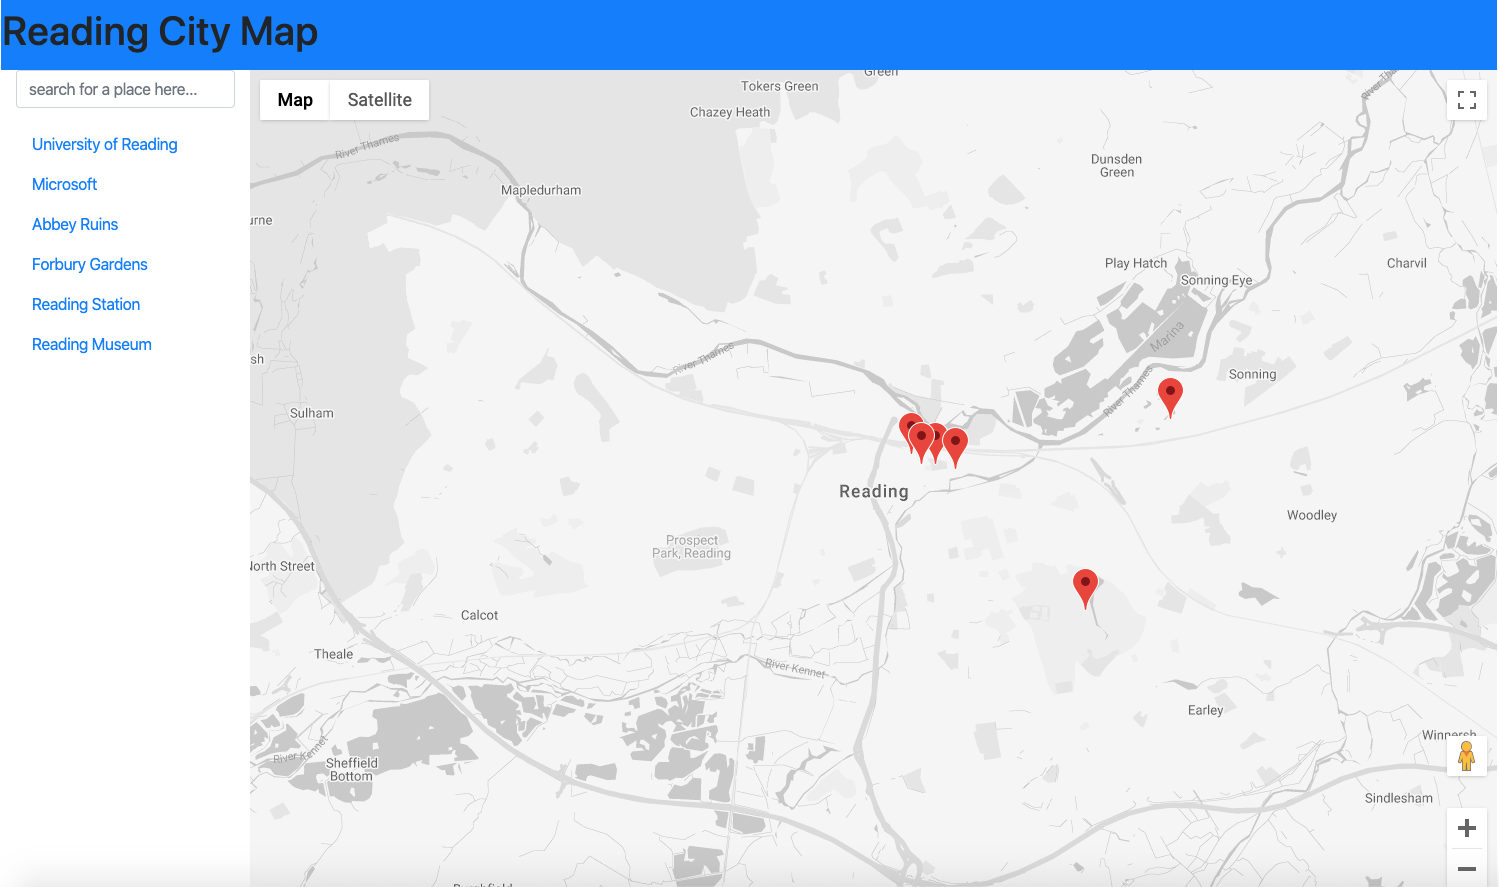 Reading City Map
search for a place here...
University of Reading
Microsoft
Abbey Ruins
Forbury Gardens
Reading Station
Reading Museum
Map
Satellite
Green
Tokers Green
Chazey Heath
River Thames
Dunsden
Green
Mapledurham
urne
Play Hatch
Charvil
Sonning Eye
Marina
River Thames
sh
Sonning
River Thames
Sulham
Reading
Woodley
Prospect
Park, Reading
North Street
Calcot
Theale
River Kennet
Earley
Winnersh
River Kennet
Sheffield
Bottom
Sindlesham